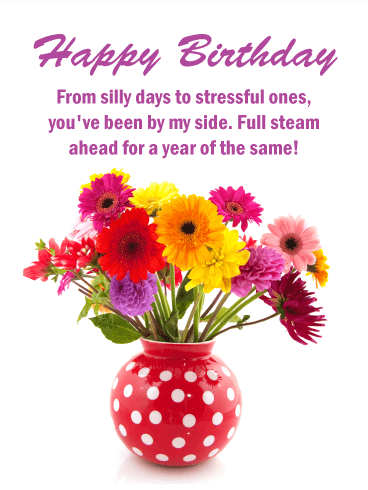 Happy Birthday
From silly days to stressful ones,
you've been by my side. Full steam
ahead for a year of the same!